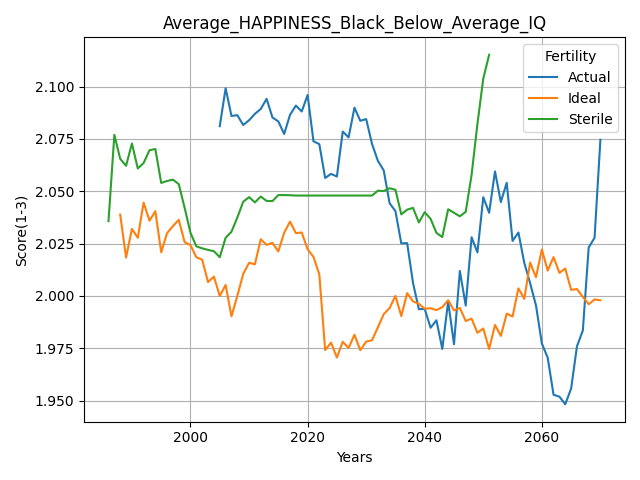 Average_HAPPINESS_Black_Below_Average_IQ
Fertility
Actual
Ideal
Sterile
Score(1-3)
2.100
2.075
2.050
2.025
2.000
1.975
1.950
2000
2020
2040
2060
Years